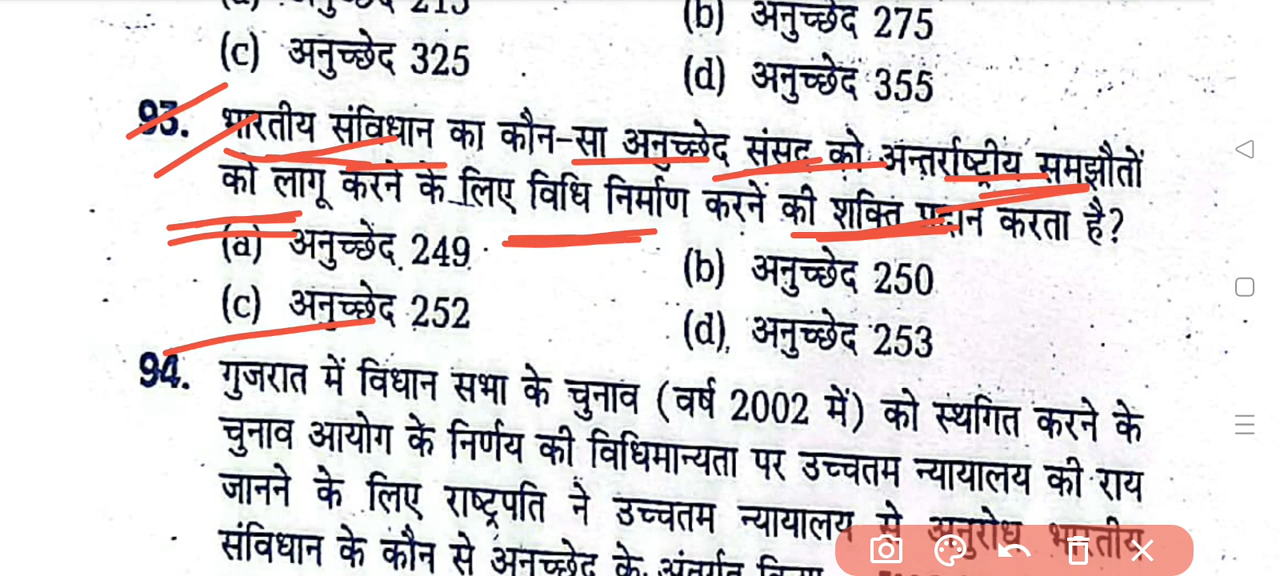 (b) अनुच्छेद 275
(c) अनुच्छेद 325
(d) अनुच्छेद 355
93. भारतीय संविधान का कौन-सा अनुच्छेद संसद को अन्तर्राष्ट्रीय समझौतों
को लागू करने के लिए विधि निर्माण करने की शक्ति प्रदान करता है?
(a) अनुच्छेद 249
(b) अनुच्छेद 250
(c) अनुच्छेद 252
(d) अनुच्छेद 253
94. गुजरात में विधान सभा के चुनाव (वर्ष 2002 में) को स्थगित करने के
चुनाव आयोग के निर्णय की विधिमान्यता पर उच्चतम न्यायालय की राय
जानने के लिए राष्ट्रपति ने उच्चतम न्यायालय से अनुरोध भारतीय
संविधान के कौन से अनुच्छेद के अंतर्गत किया